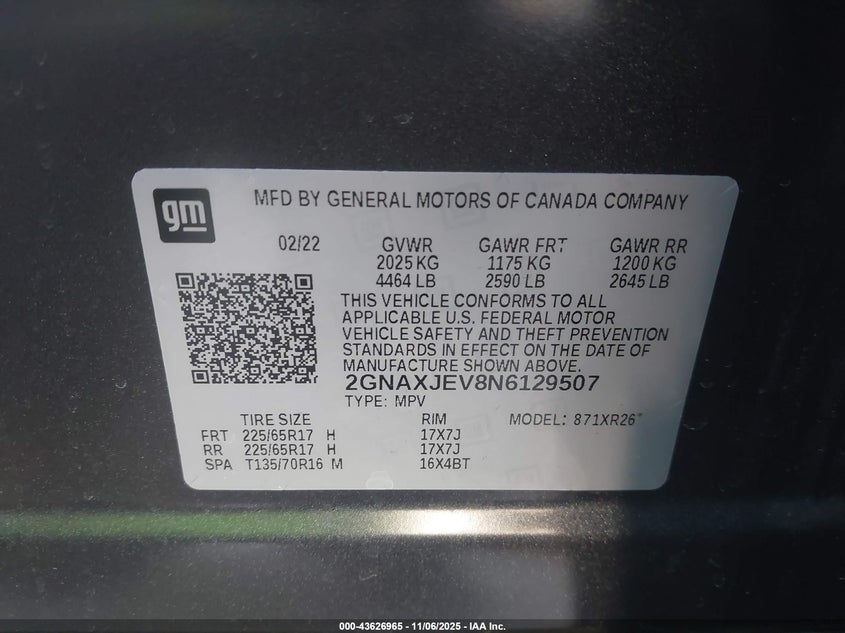 gm
MFD BY GENERAL MOTORS OF CANADA COMPANY
02/22 GVWR GAWR FRT GAWR RR
2025 KG 1175 KG 1200 KG
4464 LB 2590 LB 2645 LB
THIS VEHICLE CONFORMS TO ALL
APPLICABLE U.S. FEDERAL MOTOR
VEHICLE SAFETY AND THEFT PREVENTION
STANDARDS IN EFFECT ON THE DATE OF
MANUFACTURE SHOWN ABOVE.
2GNAXJEV8N6129507
TYPE: MPV
TIRE SIZE RIM MODEL: 871XR26*
FRT 225/65R17 H 17X7J
RR 225/65R17 H 17X7J
SPA T135/70R16 M 16X4BT
000-43626965 - 11/06/2025 - IAA Inc.